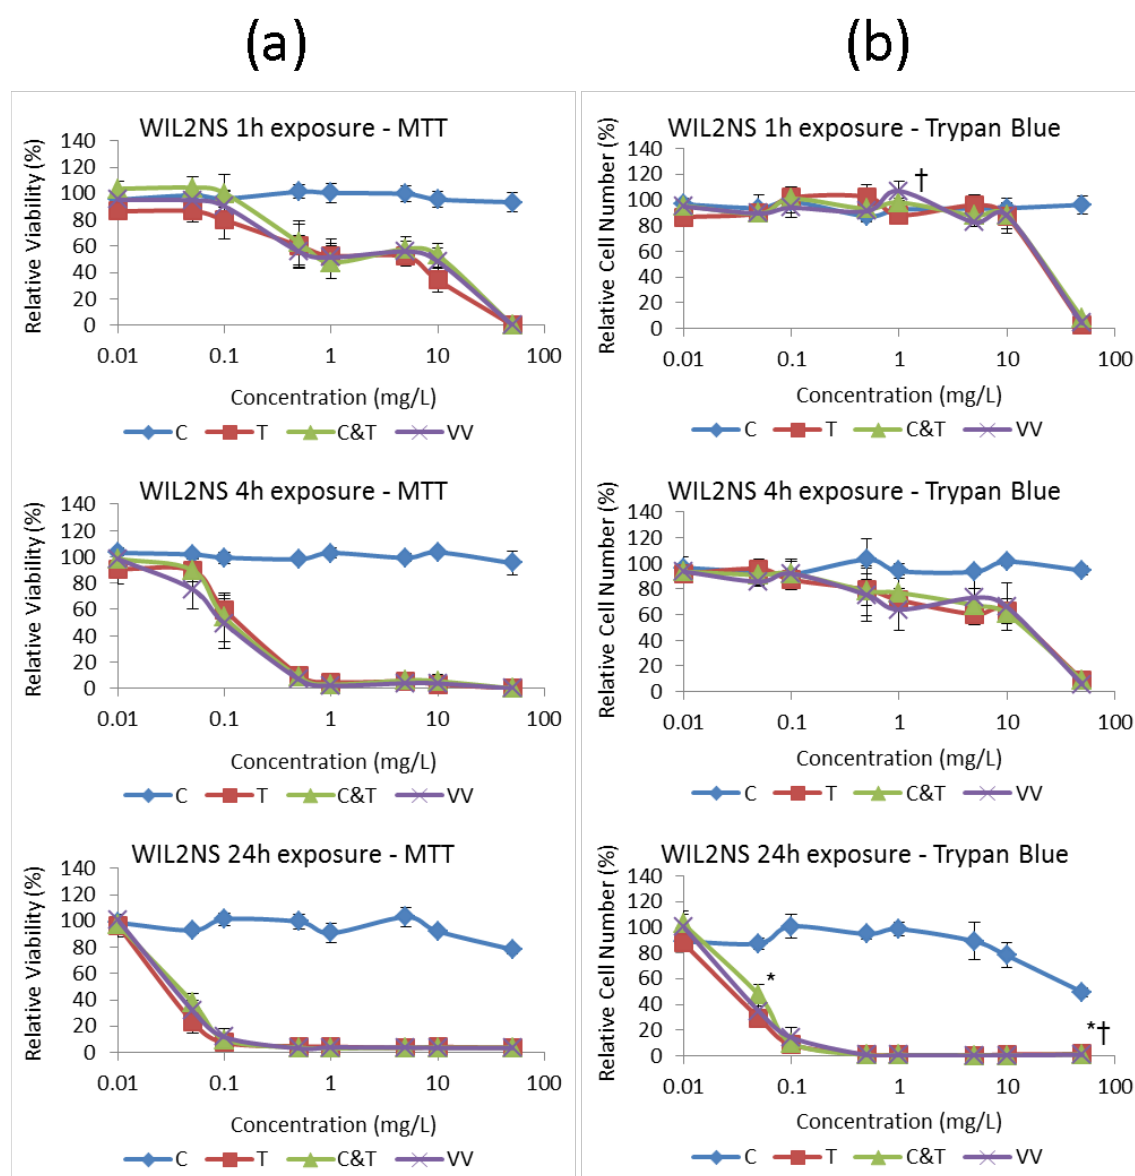 (a)
(b)
WIL2NS 1h exposure - MTT
Relative Viability (%)
140
120
100
80
60
40
20
0
0.01 0.1 1 10 100
Concentration (mg/L)
C T C&T VV
WIL2NS 1h exposure - Trypan Blue
Relative Cell Number (%)
140
120
100
80
60
40
20
0
†
0.01 0.1 1 10 100
Concentration (mg/L)
C T C&T VV
WIL2NS 4h exposure - MTT
Relative Viability (%)
140
120
100
80
60
40
20
0
0.01 0.1 1 10 100
Concentration (mg/L)
C T C&T VV
WIL2NS 4h exposure - Trypan Blue
Relative Cell Number (%)
140
120
100
80
60
40
20
0
0.01 0.1 1 10 100
Concentration (mg/L)
C T C&T VV
WIL2NS 24h exposure - MTT
Relative Viability (%)
140
120
100
80
60
40
20
0
0.01 0.1 1 10 100
Concentration (mg/L)
C T C&T VV
WIL2NS 24h exposure - Trypan Blue
Relative Cell Number (%)
140
120
100
80
60
40
20
0
*
*†
0.01 0.1 1 10 100
Concentration (mg/L)
C T C&T VV